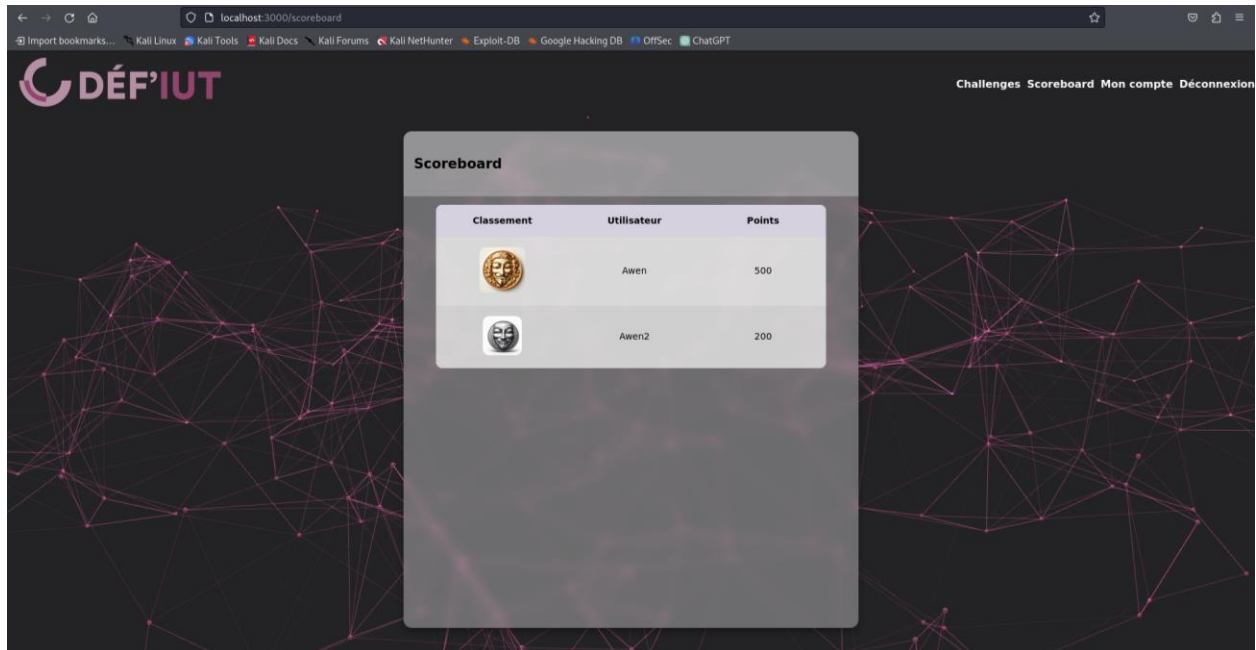 localhost:3000/scoreboard
Import bookmarks... Kali Linux Kali Tools Kali Docs Kali Forums Kali NetHunter Exploit-DB Google Hacking DB OffSec ChatGPT
DÉF'IUT
Challenges Scoreboard Mon compte Déconnexion
Scoreboard
Classement Utilisateur Points
Awen 500
Awen2 200